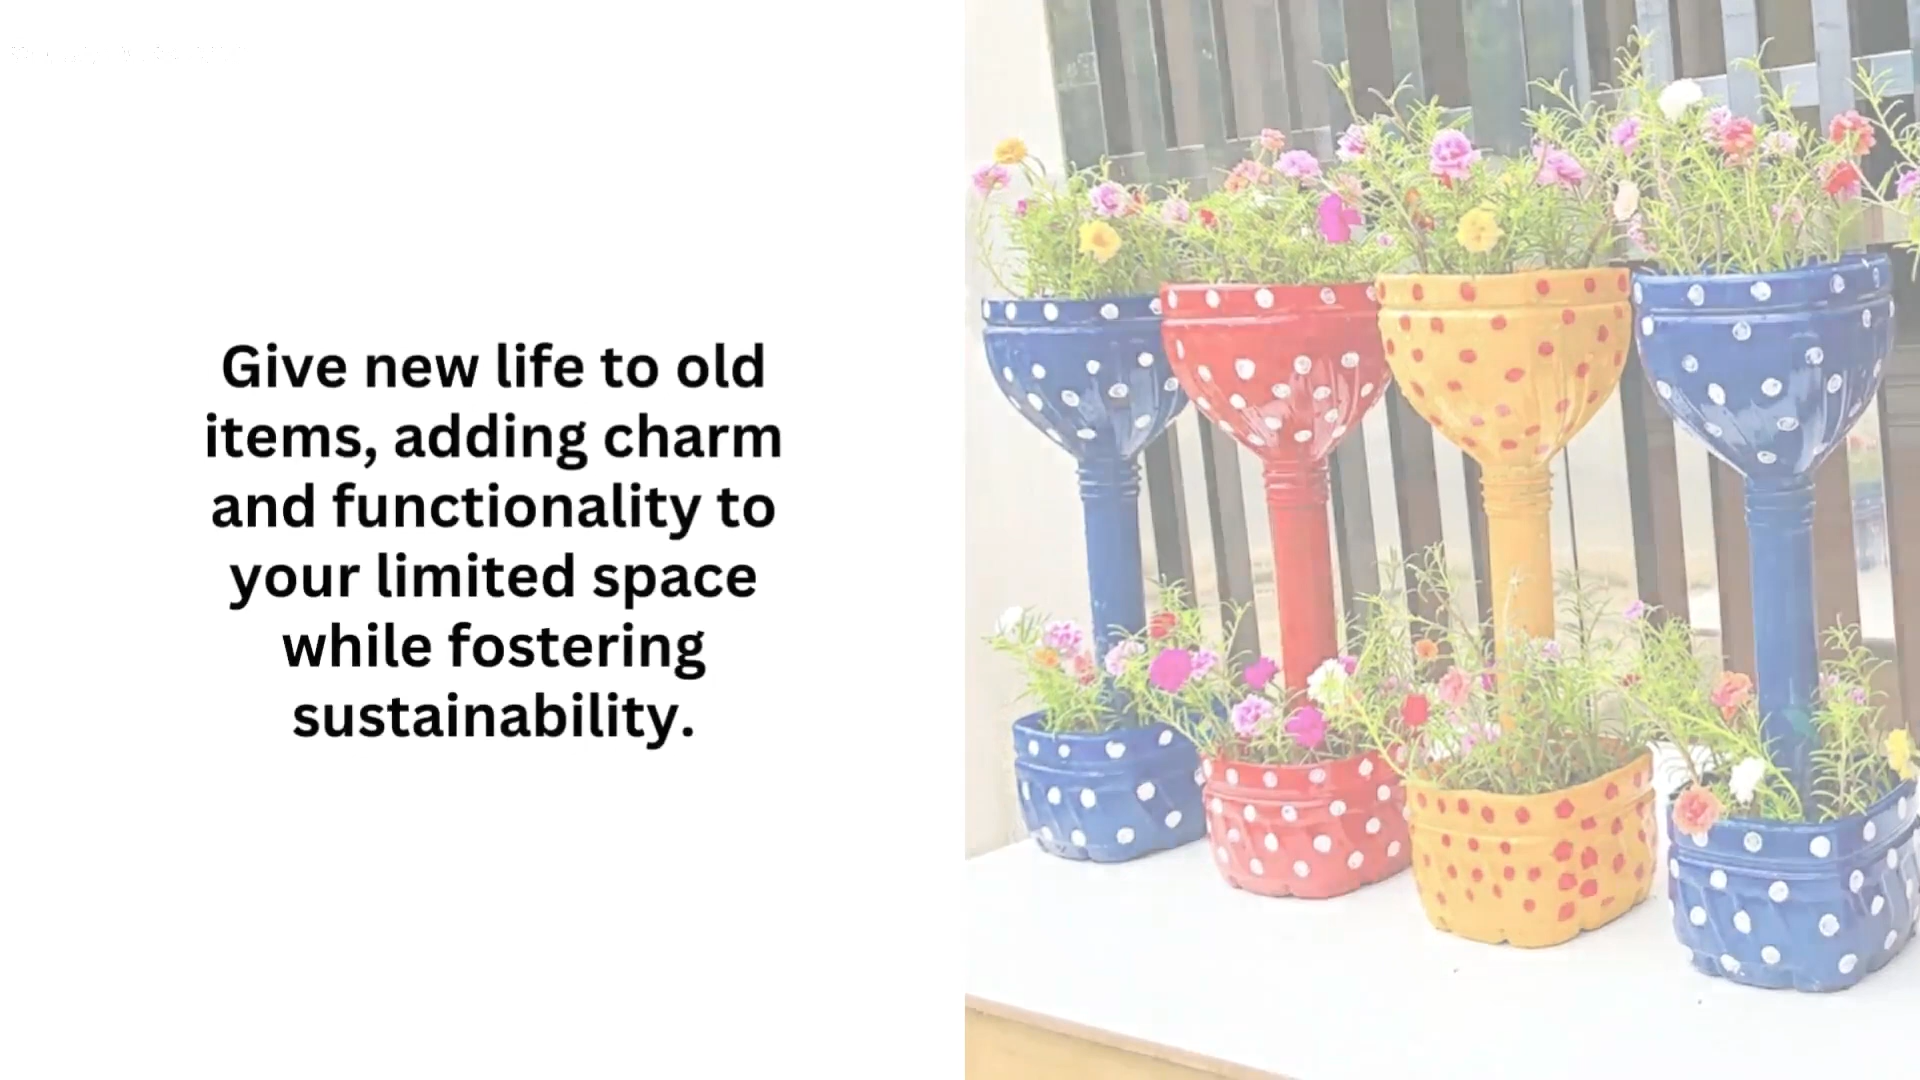 Give new life to old
items, adding charm
and functionality to
your limited space
while fostering
sustainability.